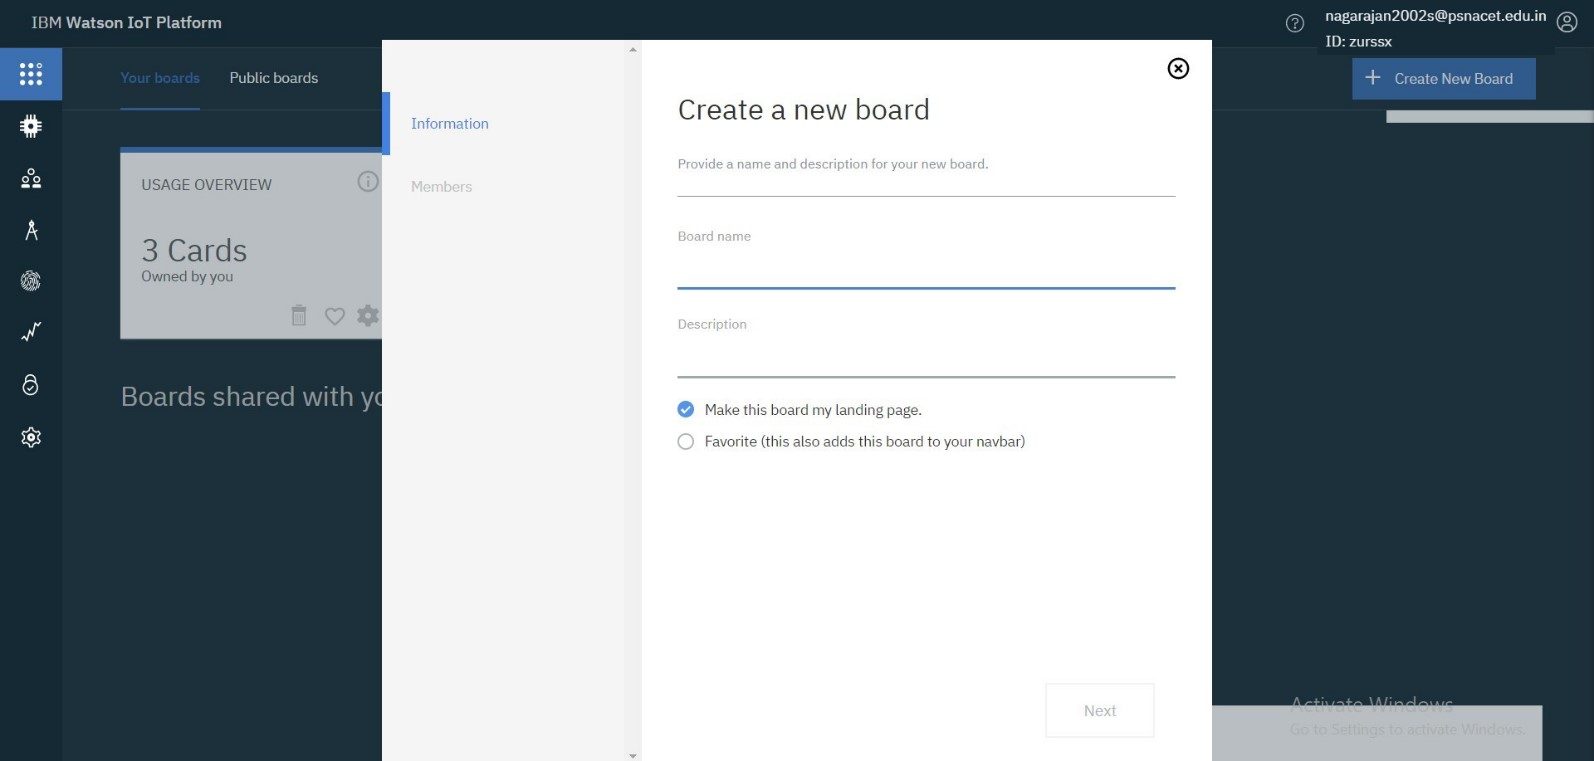 IBM Watson IoT Platform
nagarajan2002s@psnacet.edu.in
ID: zurssx
Your boards
Public boards
Create New Board
USAGE OVERVIEW
3 Cards
Owned by you
Boards shared with yo
Information
Members
Create a new board
Provide a name and description for your new board.
Board name
Description
Make this board my landing page.
Favorite (this also adds this board to your navbar)
Next
Activate Windows
Go to Settings to activate Windows.